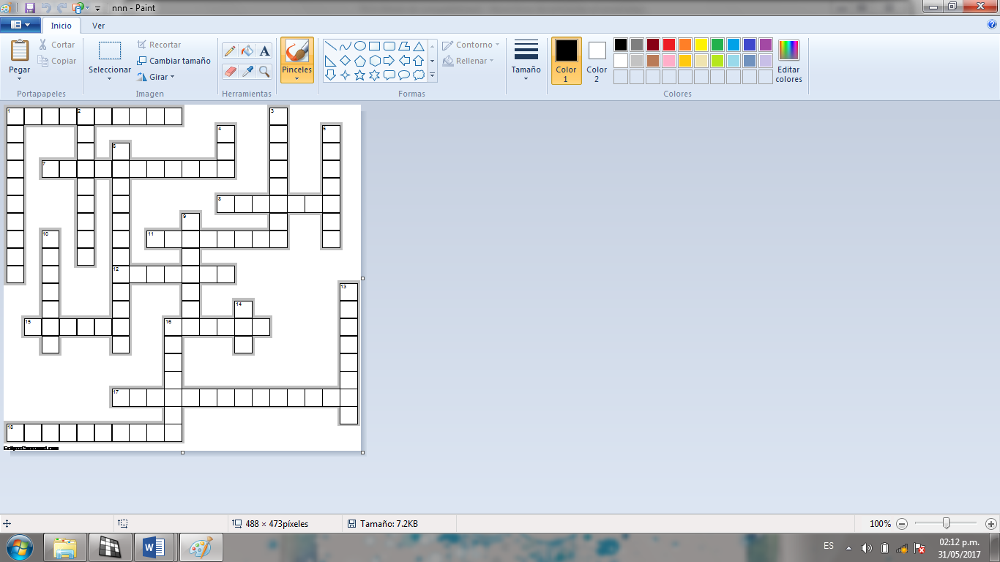 nnn - Paint
Inicio Ver
Pegar
Cortar
Copiar
Portapapeles
Seleccionar
Recortar
Cambiar tamaño
Girar
Imagen
A
Herramientas
Pinceles
Contorno
Rellenar
Formas
Tamaño
Color 1
Color 2
Editar colores
Colores
1 2 3
4 5
6
7
8
9
10 11
12
13
14
15 16
17
18
EclipseCrossword.com
488 × 473píxeles
Tamaño: 7.2KB
100%
W
ES
02:12 p.m.
31/05/2017